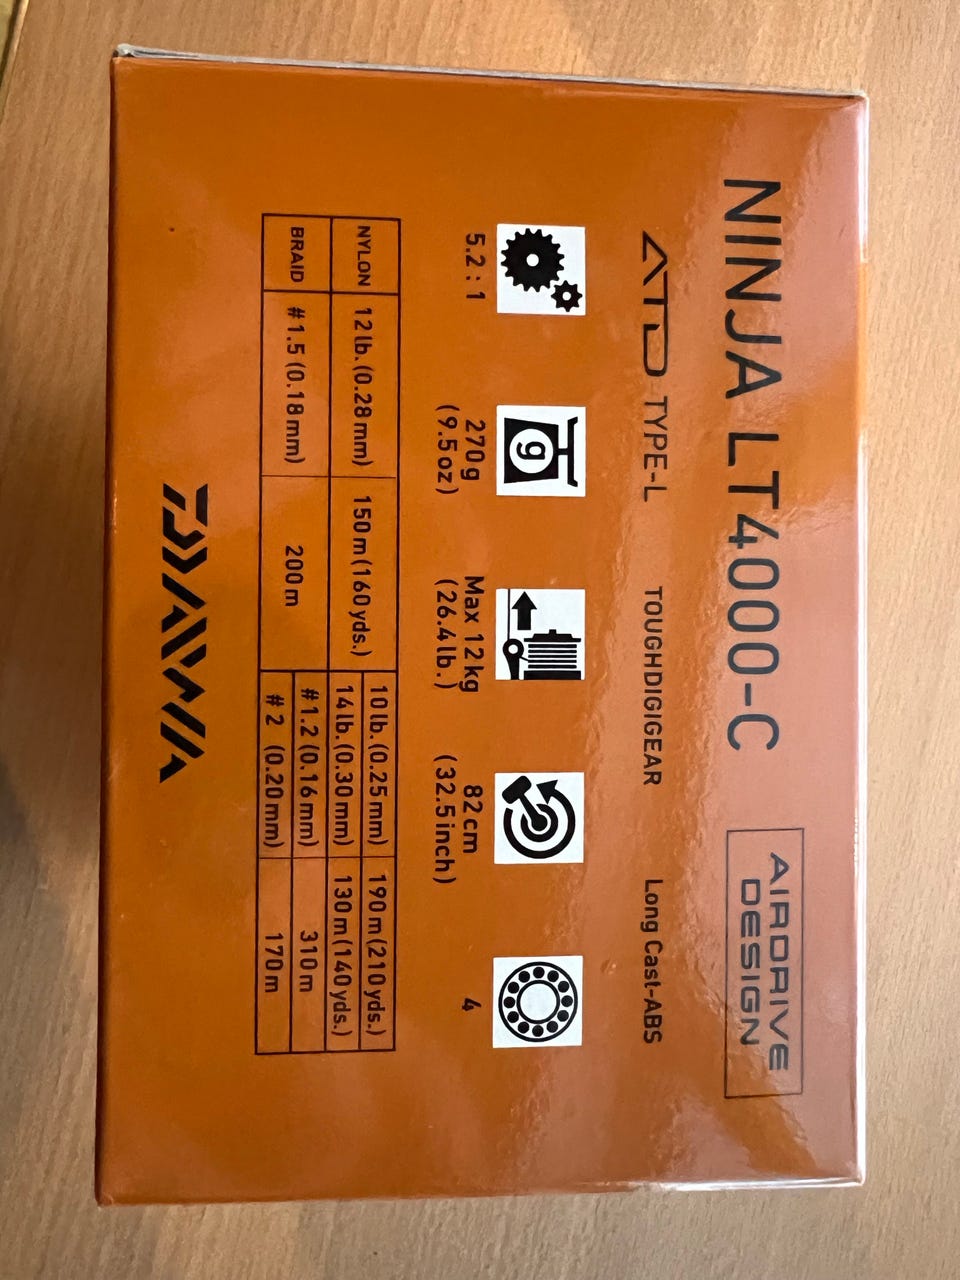 NINJA LT4000-C
AIRDRIVE
DESIGN
ATD TYPE-L TOUGHDIGIGEAR Long Cast-ABS
g
5.2 : 1
270g
(9.5 oz)
Max 12 kg
(26.4 lb.)
82 cm
(32.5 inch)
4
NYLON 12 lb. (0.28 mm) 150 m (160 yds.)
10 lb. (0.25 mm) 190 m (210 yds.)
14 lb. (0.30 mm) 130 m (140 yds.)
BRAID #1.5 (0.18 mm) 200 m
#1.2 (0.16 mm) 310 m
#2 (0.20 mm) 170 m
DAIWA